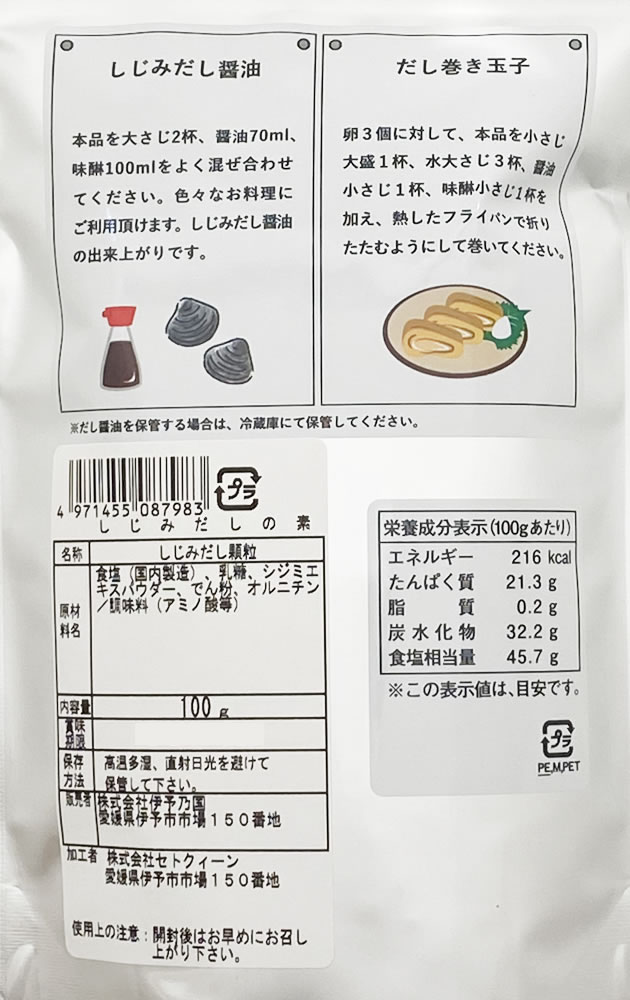 しじみだし醤油
本品を大さじ2杯、醤油70ml、
味醂100mlをよく混ぜ合わせ
てください。色々なお料理に
ご利用頂けます。しじみだし醤油
の出来上がりです。
だし巻き玉子
卵3個に対して、本品を小さじ
大盛1杯、水大さじ3杯、醤油
小さじ1杯、味醂小さじ1杯を
加え、熱したフライパンで折り
たたむようにして巻いてください。
※だし醤油を保管する場合は、冷蔵庫にて保管してください。
4 971455 087983
プラ
しじみだしの素
名称 しじみだし顆粒
原材料名 食塩（国内製造）、乳糖、シジミエ
キスパウダー、でん粉、オルニチン
／調味料（アミノ酸等）
内容量 100g
賞味期限
保存方法 高温多湿、直射日光を避けて
保管して下さい。
販売者 株式会社伊予乃国
愛媛県伊予市市場150番地
加工者 株式会社セトクィーン
愛媛県伊予市市場150番地
使用上の注意：開封後はお早めにお召し
上がり下さい。
栄養成分表示(100gあたり)
エネルギー 216 kcal
たんぱく質 21.3 g
脂質 0.2 g
炭水化物 32.2 g
食塩相当量 45.7 g
※この表示値は、目安です。
プラ
PE,M,PET